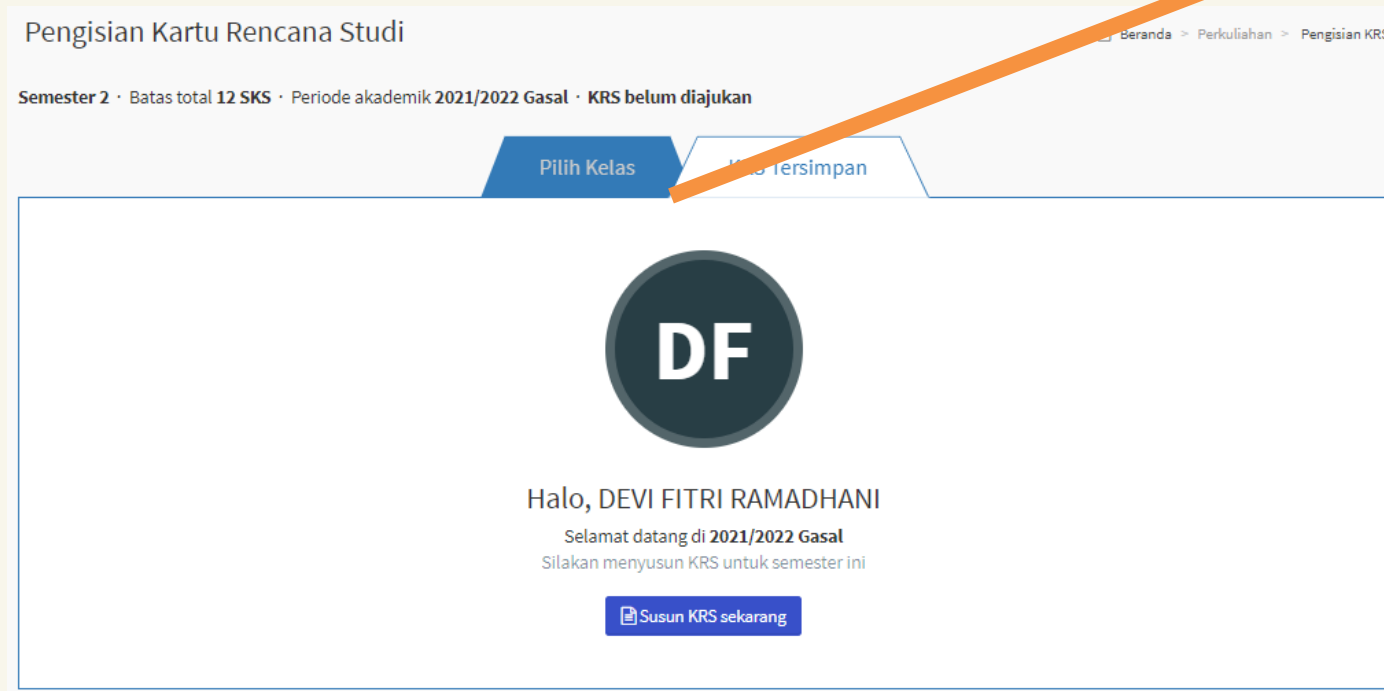 Pengisian Kartu Rencana Studi
Beranda > Perkuliahan > Pengisian KRS
Semester 2 · Batas total 12 SKS · Periode akademik 2021/2022 Gasal · KRS belum diajukan
Pilih Kelas
KRS Tersimpan
DF
Halo, DEVI FITRI RAMADHANI
Selamat datang di 2021/2022 Gasal
Silakan menyusun KRS untuk semester ini
Susun KRS sekarang